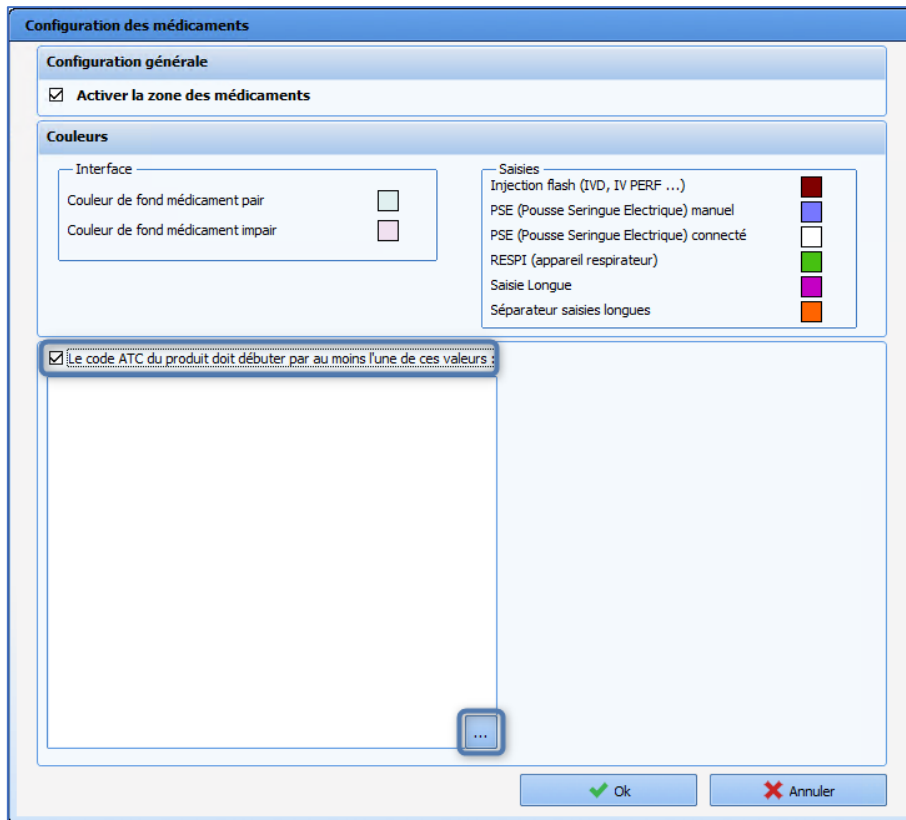 Configuration des médicaments
Configuration générale
Activer la zone des médicaments
Couleurs
Interface
Couleur de fond médicament pair
Couleur de fond médicament impair
Saisies
Injection flash (IVD, IV PERF ...)
PSE (Pousse Seringue Electrique) manuel
PSE (Pousse Seringue Electrique) connecté
RESPI (appareil respirateur)
Saisie Longue
Séparateur saisies longues
Le code ATC du produit doit débuter par au moins l'une de ces valeurs :
...
Ok
Annuler